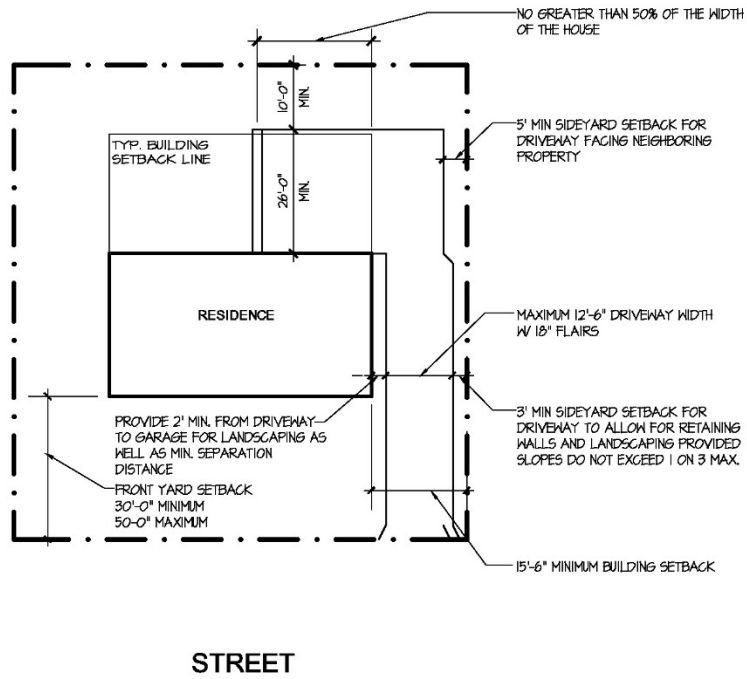 NO GREATER THAN 50% OF THE WIDTH
OF THE HOUSE
10'-0"
MIN.
5' MIN SIDEYARD SETBACK FOR
DRIVEWAY FACING NEIGHBORING
PROPERTY
TYP. BUILDING
SETBACK LINE
26'-0"
MIN.
RESIDENCE
MAXIMUM 12'-6" DRIVEWAY WIDTH
W/ 18" FLAIRS
3' MIN SIDEYARD SETBACK FOR
DRIVEWAY TO ALLOW FOR RETAINING
WALLS AND LANDSCAPING PROVIDED
SLOPES DO NOT EXCEED 1 ON 3 MAX.
PROVIDE 2' MIN. FROM DRIVEWAY
TO GARAGE FOR LANDSCAPING AS
WELL AS MIN. SEPARATION
DISTANCE
FRONT YARD SETBACK
30'-0" MINIMUM
50-0" MAXIMUM
15'-6" MINIMUM BUILDING SETBACK
STREET